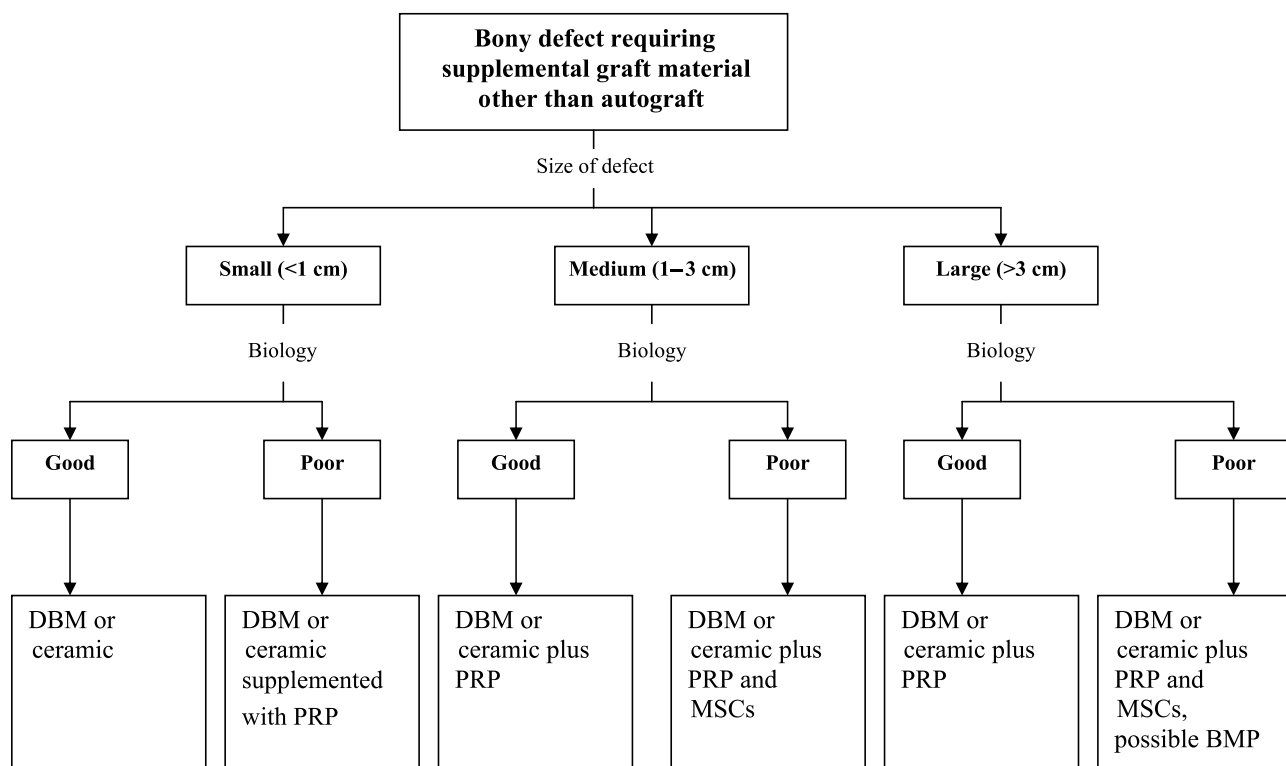 Bony defect requiring
supplemental graft material
other than autograft
Size of defect
Small (<1 cm)
Medium (1–3 cm)
Large (>3 cm)
Biology
Biology
Biology
Good
Poor
Good
Poor
Good
Poor
DBM or
ceramic
DBM or
ceramic
supplemented
with PRP
DBM or
ceramic plus
PRP
DBM or
ceramic plus
PRP and
MSCs
DBM or
ceramic plus
PRP
DBM or
ceramic plus
PRP and
MSCs,
possible BMP